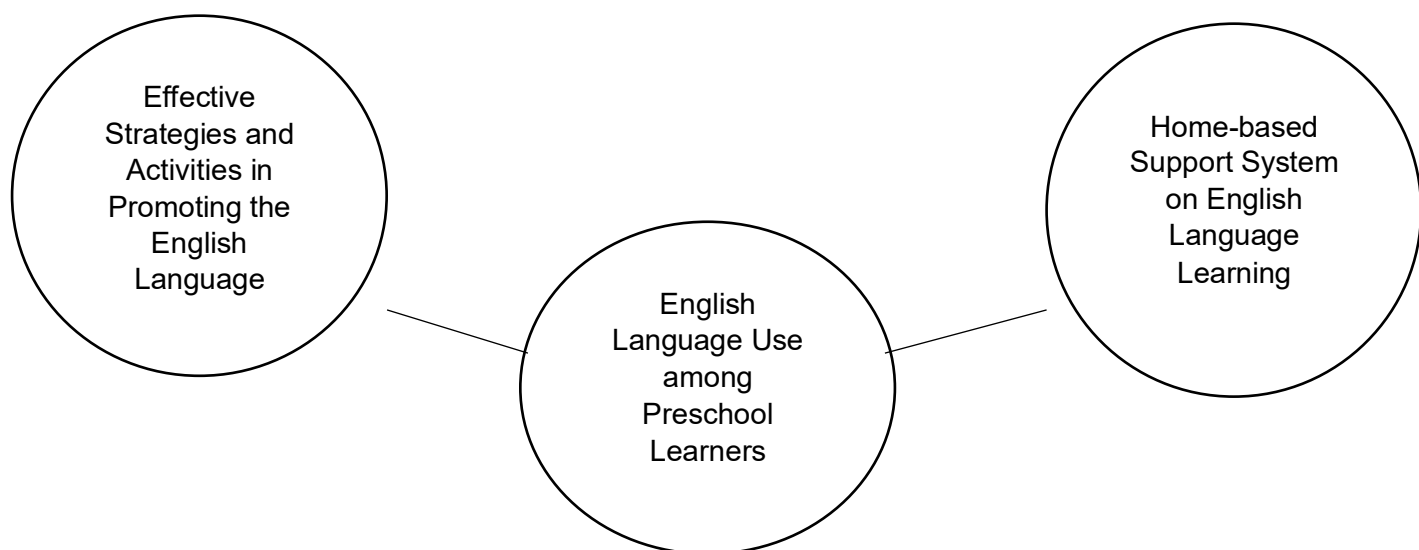 Effective
Strategies and
Activities in
Promoting the
English
Language
Home-based
Support System
on English
Language
Learning
English
Language Use
among
Preschool
Learners